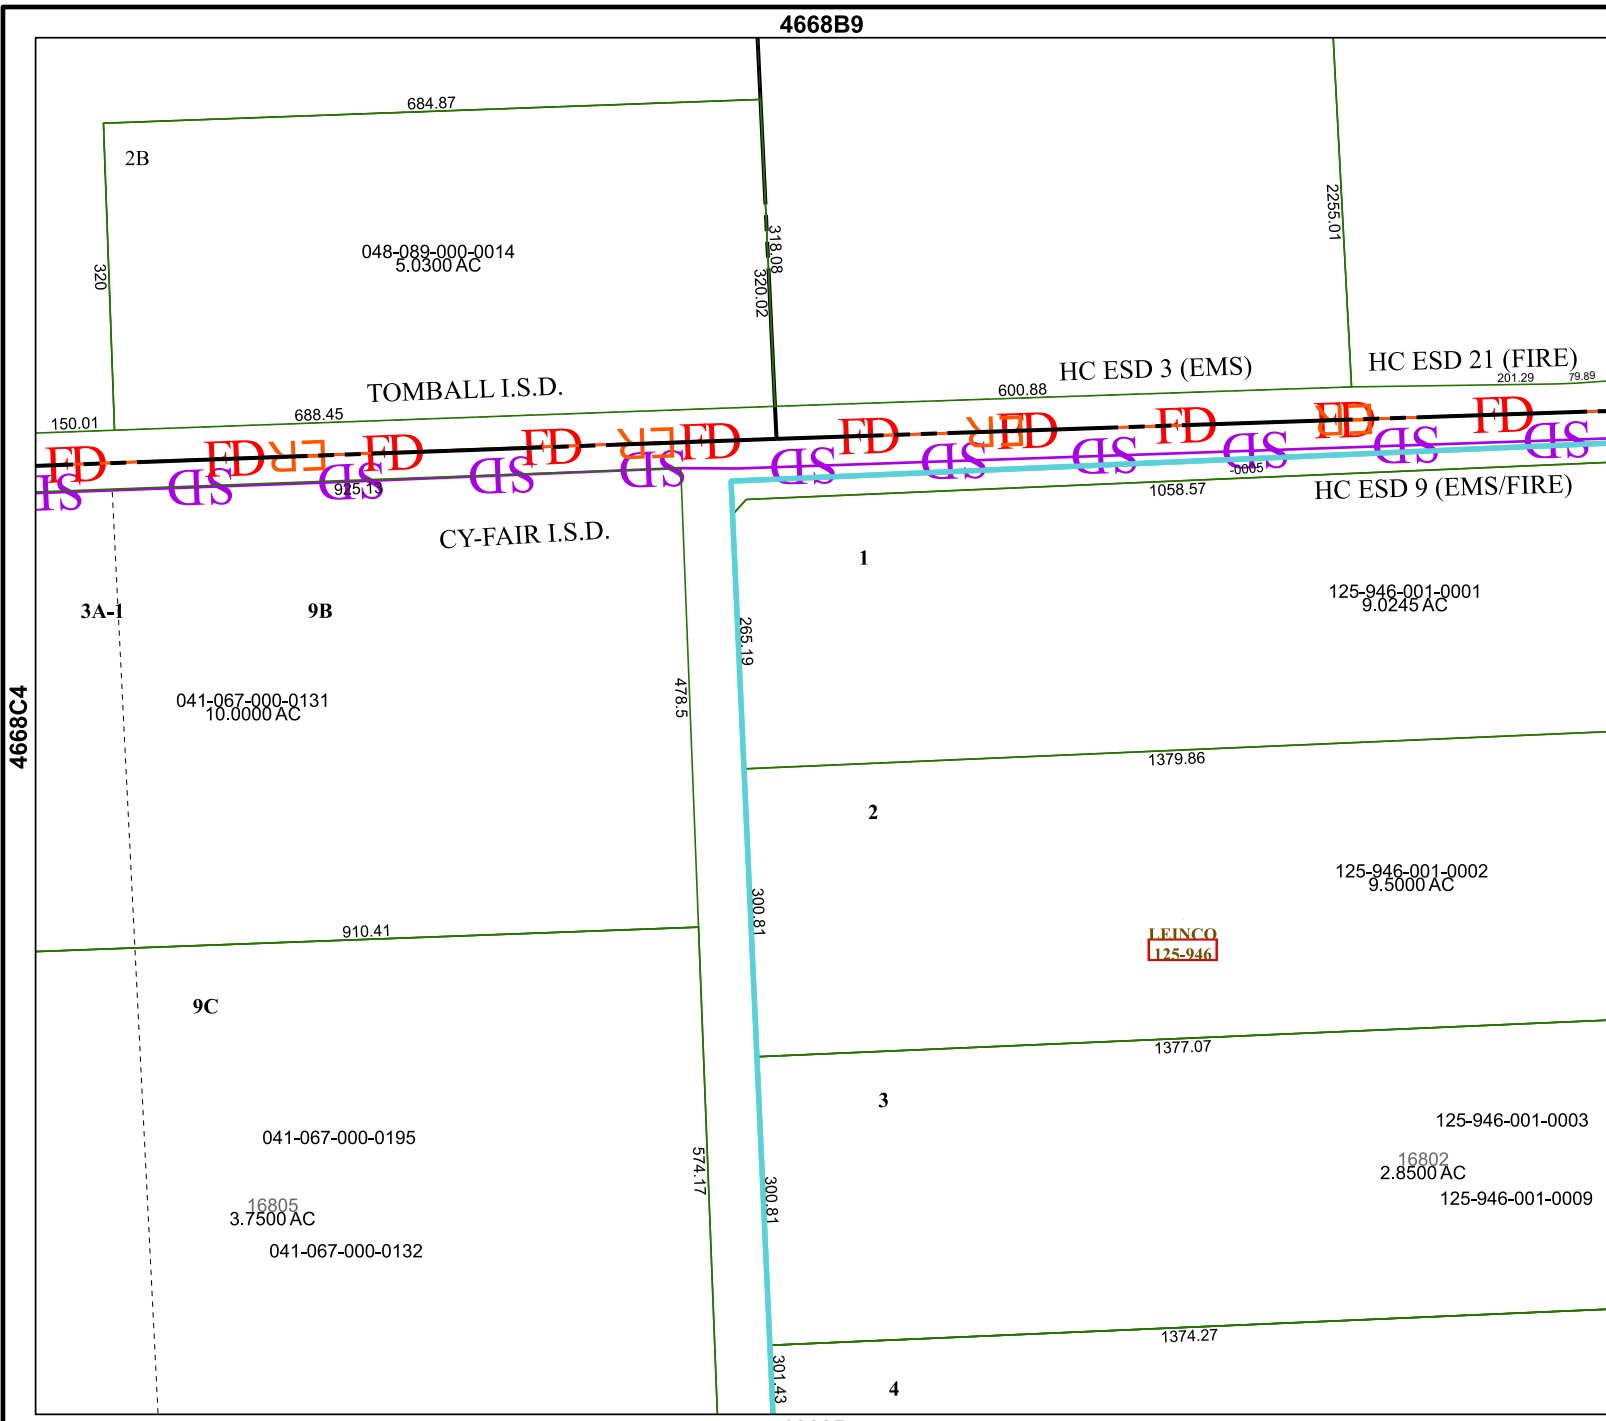 4668B9
684.87
2B
048-089-000-0014
5.0300 AC
320
318.08
320.02
2255.01
TOMBALL I.S.D.
HC ESD 3 (EMS)
HC ESD 21 (FIRE)
150.01
688.45
600.88
201.29
79.89
FD FD FD FD FD FD FD FD FD FD
ER ER ER ER
SD SD SD SD SD SD SD SD SD SD SD
925.13
-0005
1058.57
HC ESD 9 (EMS/FIRE)
CY-FAIR I.S.D.
1
3A-1
9B
125-946-001-0001
9.0245 AC
265.19
478.5
041-067-000-0131
10.0000 AC
4668C4
1379.86
2
125-946-001-0002
9.5000 AC
300.81
910.41
LEINCO
125-946
9C
1377.07
3
041-067-000-0195
125-946-001-0003
574.17
300.81
16802
2.8500 AC
125-946-001-0009
16805
3.7500 AC
041-067-000-0132
1374.27
301.43
4